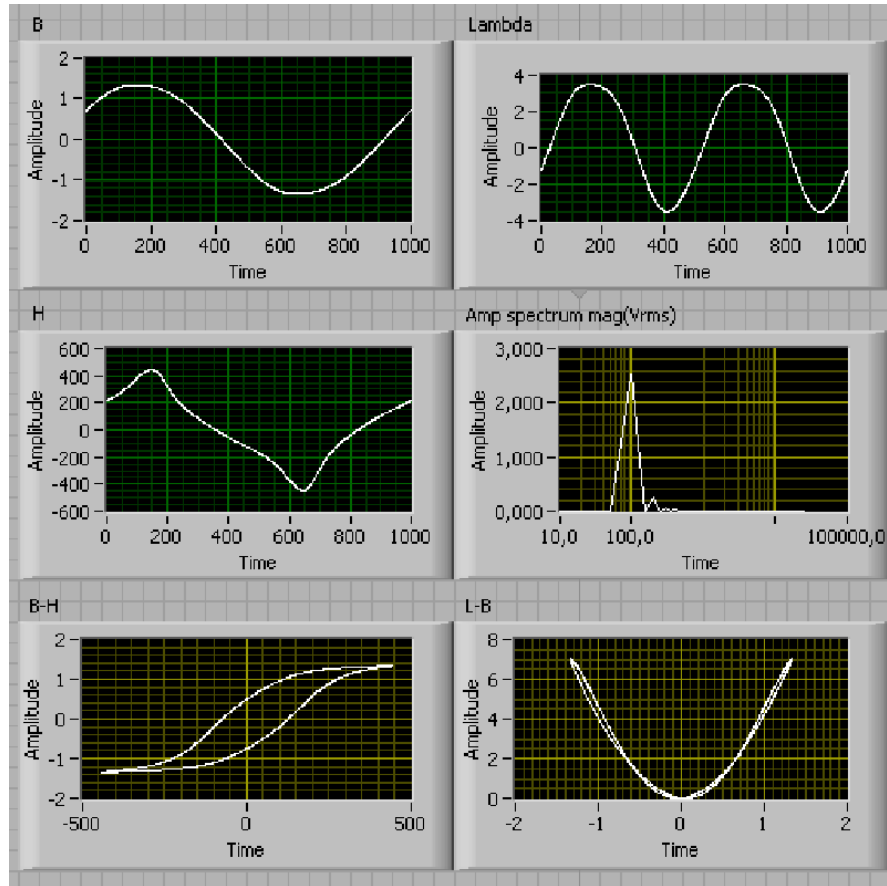 B
2
1
0
-1
-2
Amplitude
0 200 400 600 800 1000
Time
Lambda
4
2
0
-2
-4
Amplitude
0 200 400 600 800 1000
Time
H
600
400
200
0
-200
-400
-600
Amplitude
0 200 400 600 800 1000
Time
Amp spectrum mag(Vrms)
3,000
2,000
1,000
0,000
Amplitude
10,0 100,0 100000,0
Time
B-H
2
1
0
-1
-2
Amplitude
-500 0 500
Time
L-B
8
6
4
2
0
Amplitude
-2 -1 0 1 2
Time